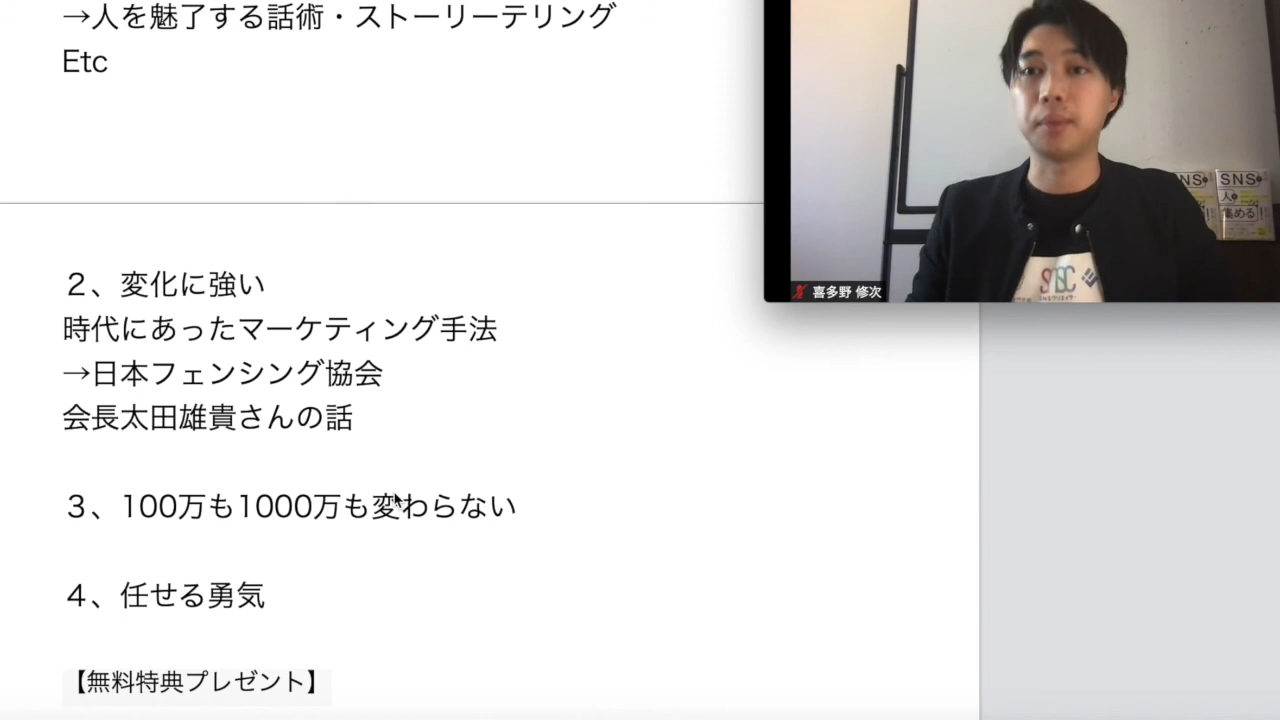 →人を魅了する話術・ストーリーテリング
Etc
２、変化に強い
時代にあったマーケティング手法
→日本フェンシング協会
会長太田雄貴さんの話
３、100万も1000万も変わらない
４、任せる勇気
【無料特典プレゼント】
喜多野 修次
SNS
人
集める!